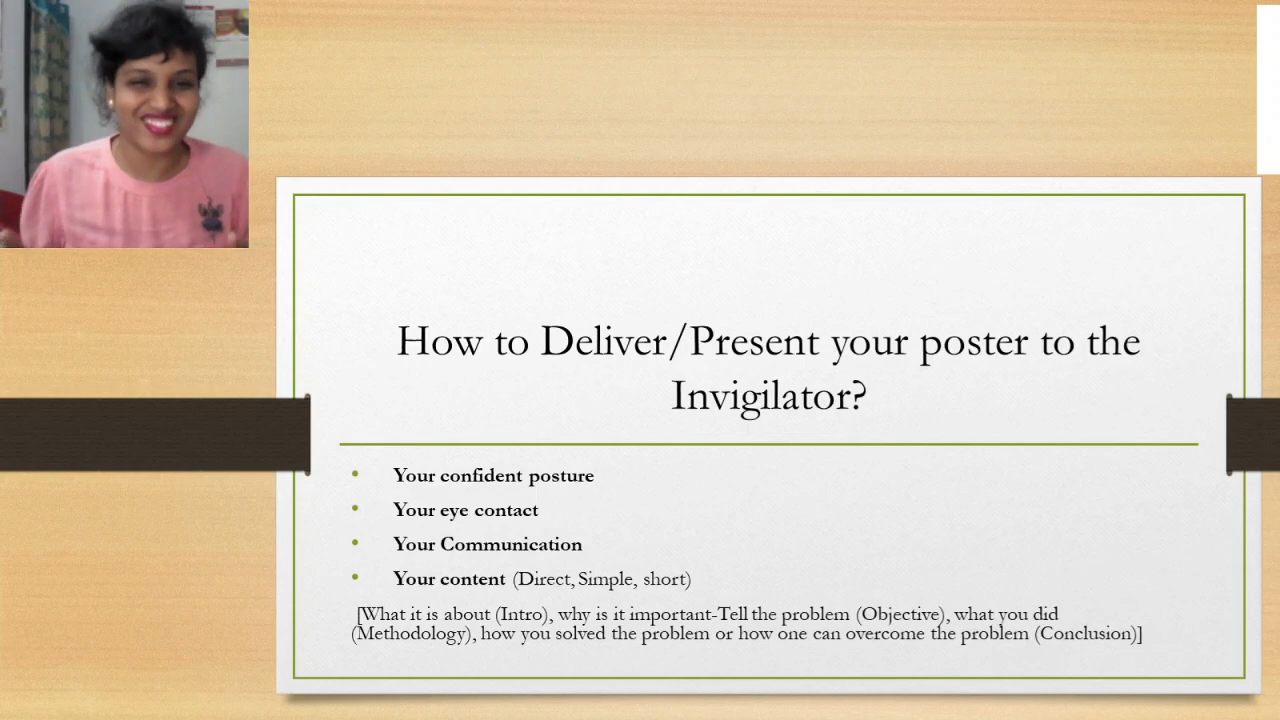 How to Deliver/Present your poster to the
Invigilator?
• Your confident posture
• Your eye contact
• Your Communication
• Your content (Direct, Simple, short)
[What it is about (Intro), why is it important-Tell the problem (Objective), what you did
(Methodology), how you solved the problem or how one can overcome the problem (Conclusion)]